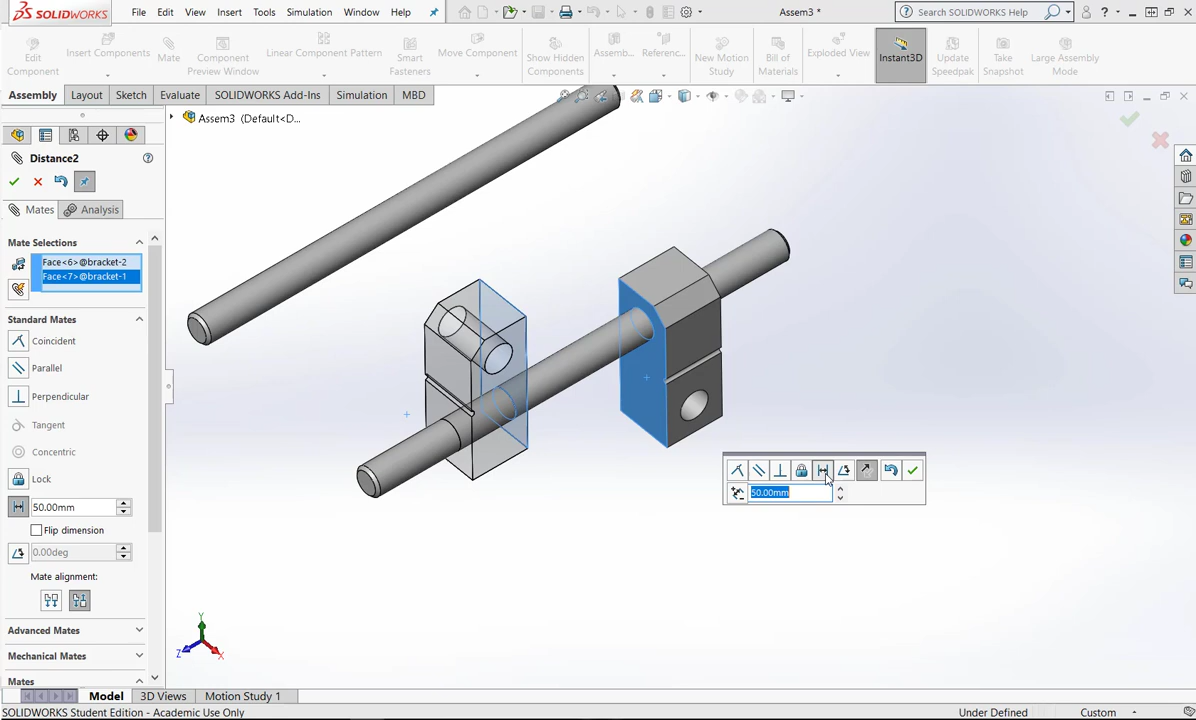 SOLIDWORKS File Edit View Insert Tools Simulation Window Help Assem3 * Search SOLIDWORKS Help
Edit Component
Insert Components
Mate
Component Preview Window
Linear Component Pattern
Smart Fasteners
Move Component
Show Hidden Components
Assemb...
Referenc...
New Motion Study
Bill of Materials
Exploded View
Instant3D
Update Speedpak
Take Snapshot
Large Assembly Mode
Assembly Layout Sketch Evaluate SOLIDWORKS Add-Ins Simulation MBD
Assem3 (Default<D...
Distance2
Mates Analysis
Mate Selections
Face<6>@bracket-2
Face<7>@bracket-1
Standard Mates
Coincident
Parallel
Perpendicular
Tangent
Concentric
Lock
50.00mm
Flip dimension
0.00deg
Mate alignment:
Advanced Mates
Mechanical Mates
Mates
50.00mm
Y
Z
X
Model 3D Views Motion Study 1
SOLIDWORKS Student Edition - Academic Use Only Under Defined Custom